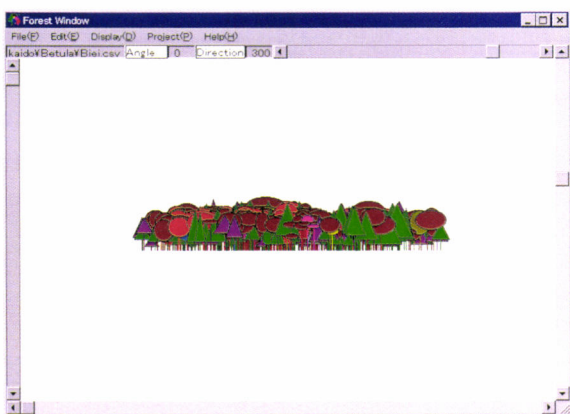 Forest Window
File(F) Edit(E) Display(D) Project(P) Help(H)
kaido¥Betula¥Biei.csv Angle 0 Direction 300